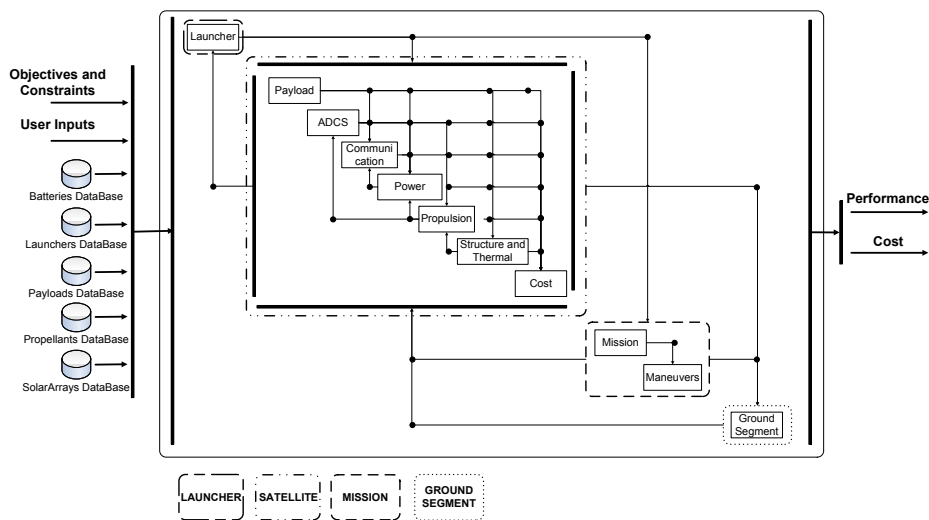 Objectives and
Constraints
User Inputs
Batteries DataBase
Launchers DataBase
Payloads DataBase
Propellants DataBase
SolarArrays DataBase
Launcher
Payload
ADCS
Communi
cation
Power
Propulsion
Structure and
Thermal
Cost
Mission
Maneuvers
Ground
Segment
Performance
Cost
LAUNCHER
SATELLITE
MISSION
GROUND
SEGMENT